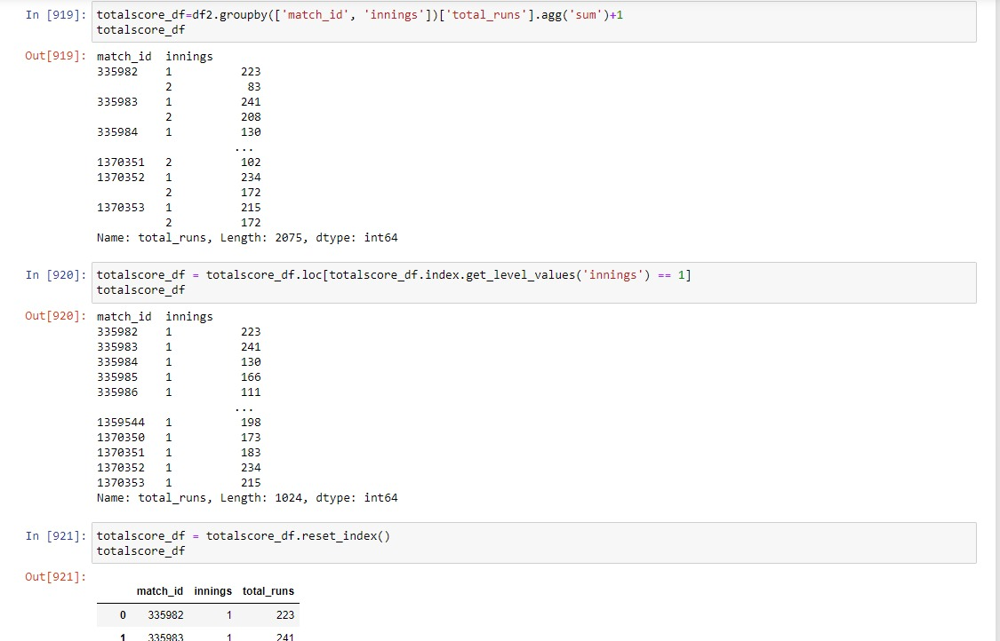 In [919]: totalscore_df=df2.groupby(['match_id', 'innings'])['total_runs'].agg('sum')+1
totalscore_df
Out[919]: match_id innings
335982 1 223
2 83
335983 1 241
2 208
335984 1 130
...
1370351 2 102
1370352 1 234
2 172
1370353 1 215
2 172
Name: total_runs, Length: 2075, dtype: int64
In [920]: totalscore_df = totalscore_df.loc[totalscore_df.index.get_level_values('innings') == 1]
totalscore_df
Out[920]: match_id innings
335982 1 223
335983 1 241
335984 1 130
335985 1 166
335986 1 111
...
1359544 1 198
1370350 1 173
1370351 1 183
1370352 1 234
1370353 1 215
Name: total_runs, Length: 1024, dtype: int64
In [921]: totalscore_df = totalscore_df.reset_index()
totalscore_df
Out[921]:
match_id innings total_runs
0 335982 1 223
1 335983 1 241